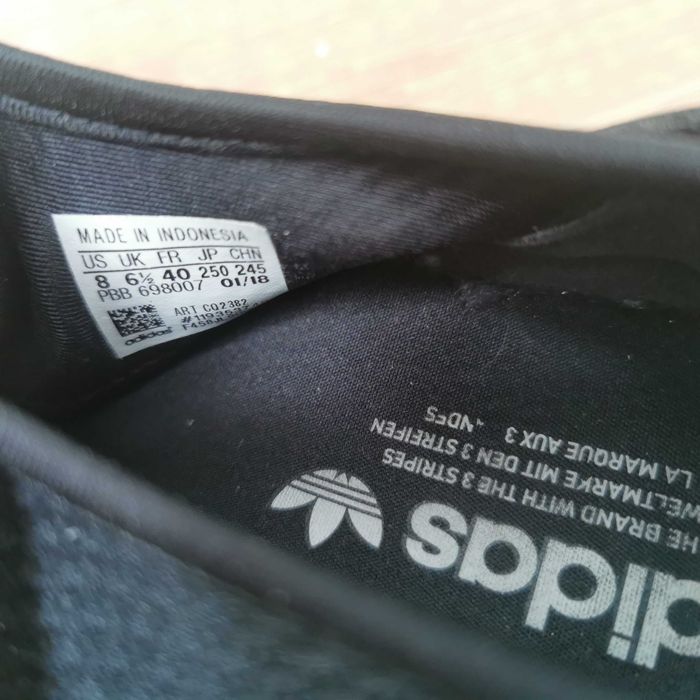 MADE IN INDONESIA
US UK FR JP CHN
8 6½ 40 250 245
PBB 698007 01/18
ART CQ2382
adidas
adidas
THE BRAND WITH THE 3 STRIPES
WELTMARKE MIT DEN 3 STREIFEN
LA MARQUE AUX 3